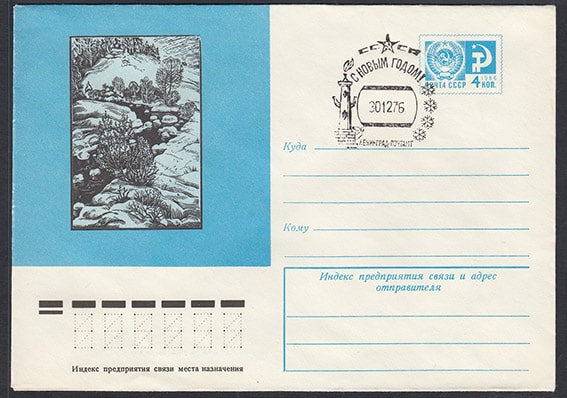 СССР
С НОВЫМ ГОДОМ!
301276
ЛЕНИНГРАД-ПОЧТАМТ
1966
ПОЧТА СССР 4 КОП.
Куда
Кому
Индекс предприятия связи и адрес
отправителя
Индекс предприятия связи места назначения